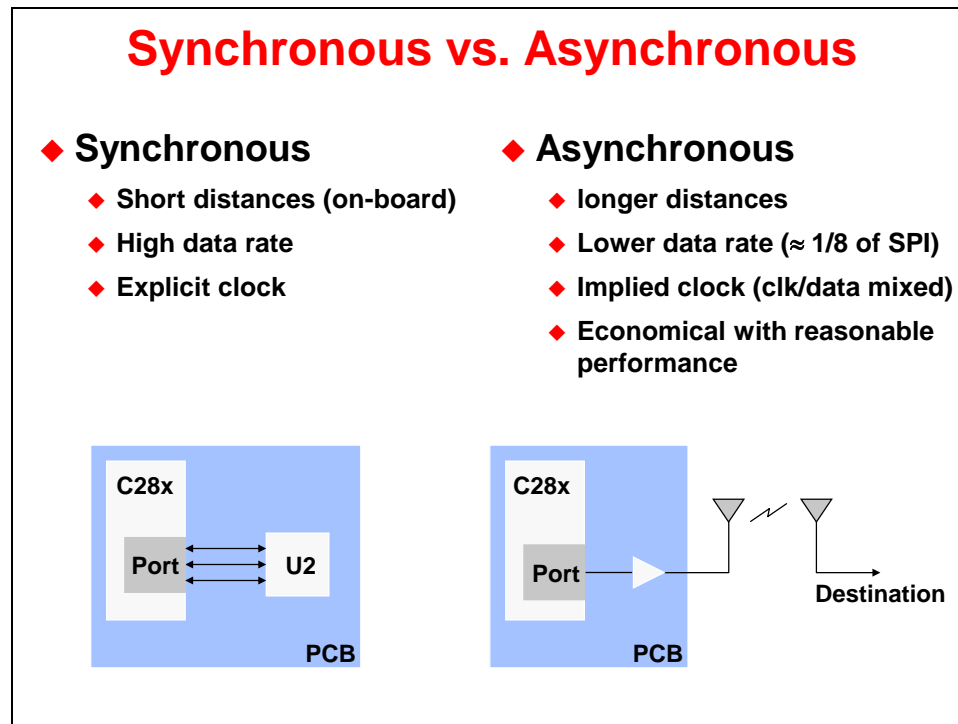 Synchronous vs. Asynchronous
Synchronous
Short distances (on-board)
High data rate
Explicit clock
Asynchronous
longer distances
Lower data rate (≈ 1/8 of SPI)
Implied clock (clk/data mixed)
Economical with reasonable
performance
C28x
Port
U2
PCB
C28x
Port
PCB
Destination